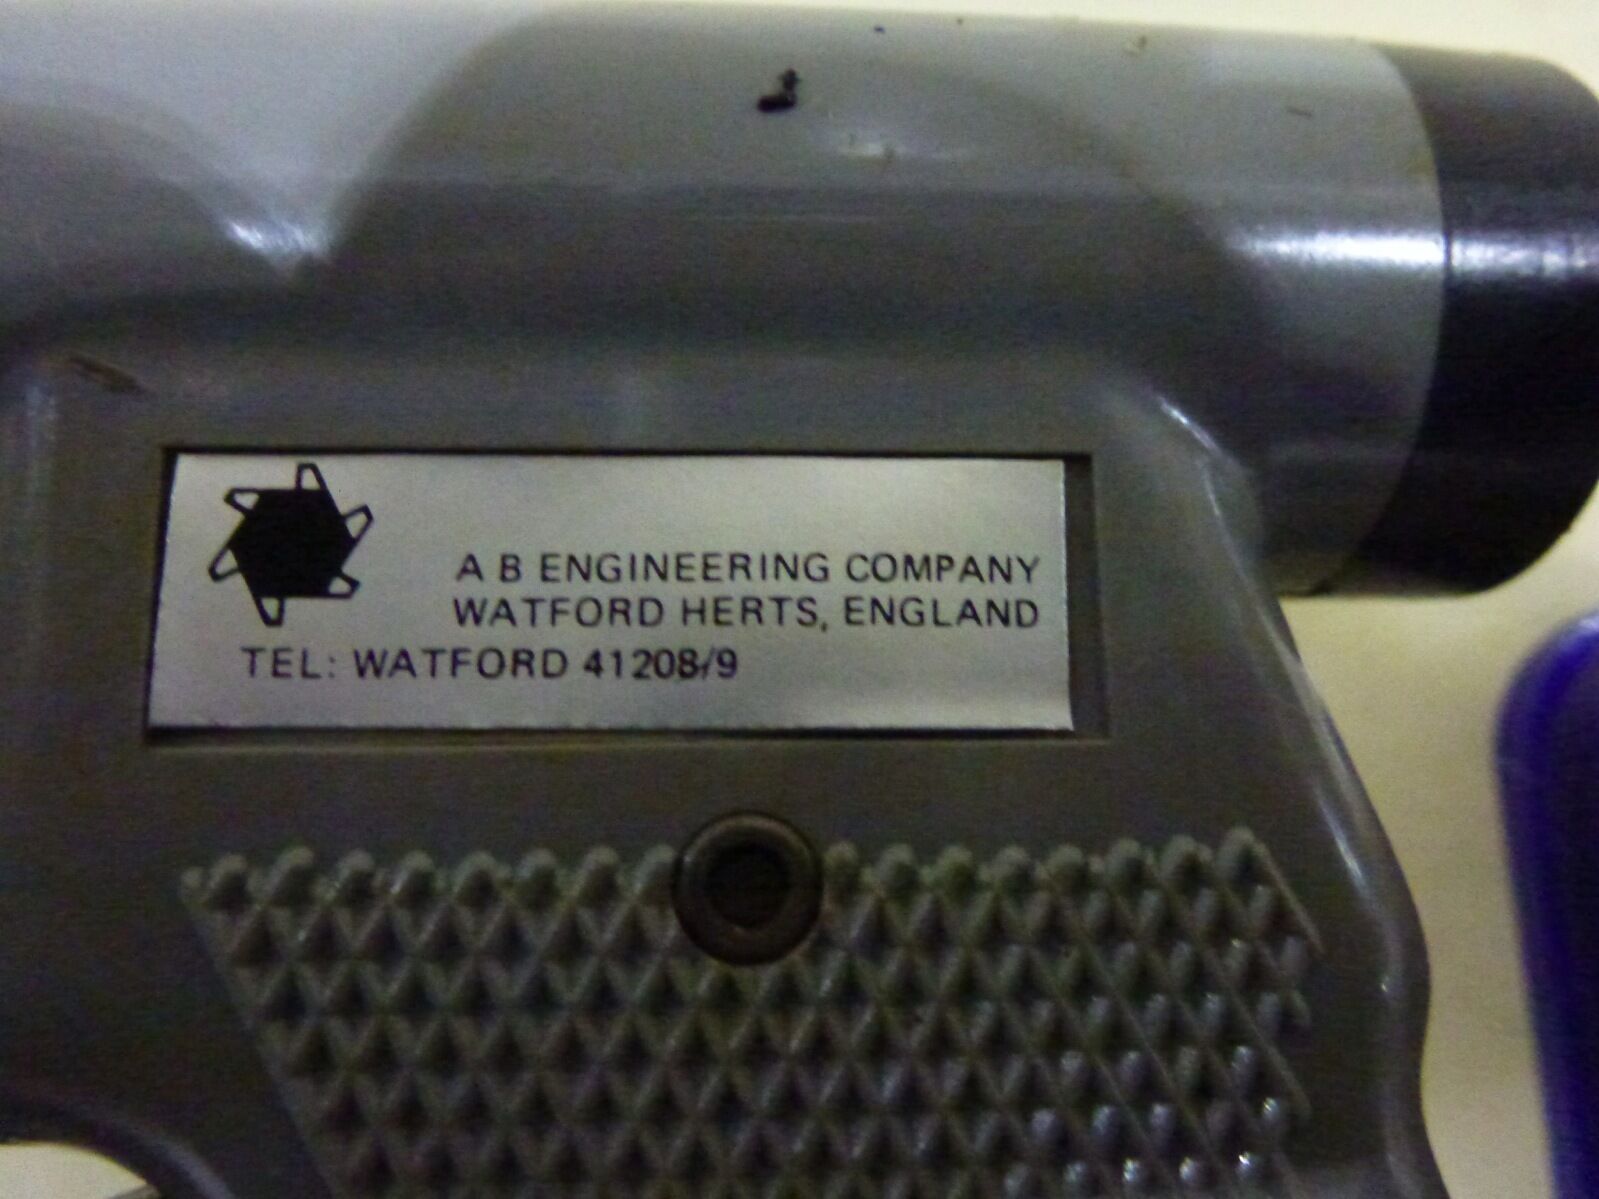 A B ENGINEERING COMPANY
WATFORD HERTS, ENGLAND
TEL: WATFORD 41208/9